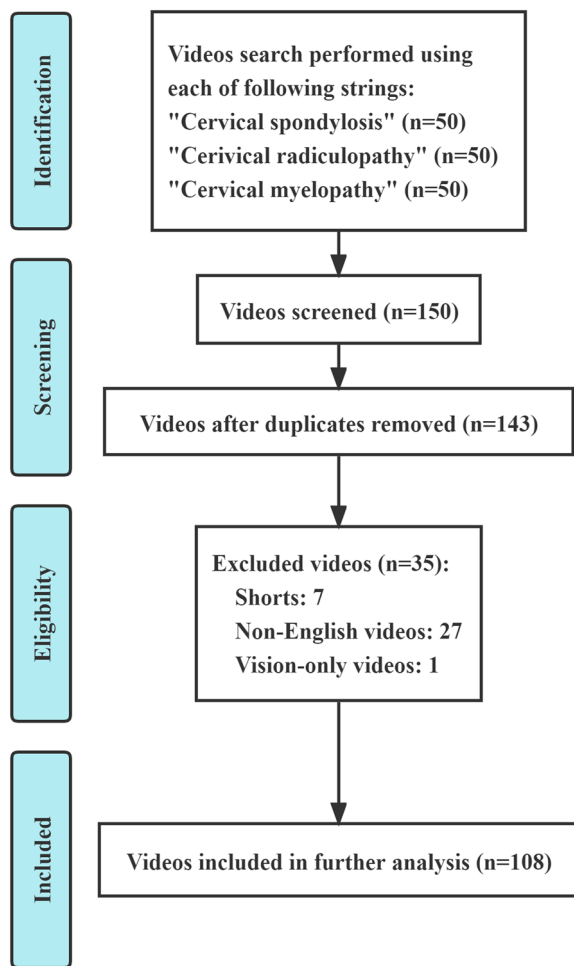 Identification
Videos search performed using
each of following strings:
"Cervical spondylosis" (n=50)
"Cerivical radiculopathy" (n=50)
"Cervical myelopathy" (n=50)
Screening
Videos screened (n=150)
Videos after duplicates removed (n=143)
Eligibility
Excluded videos (n=35):
Shorts: 7
Non-English videos: 27
Vision-only videos: 1
Included
Videos included in further analysis (n=108)